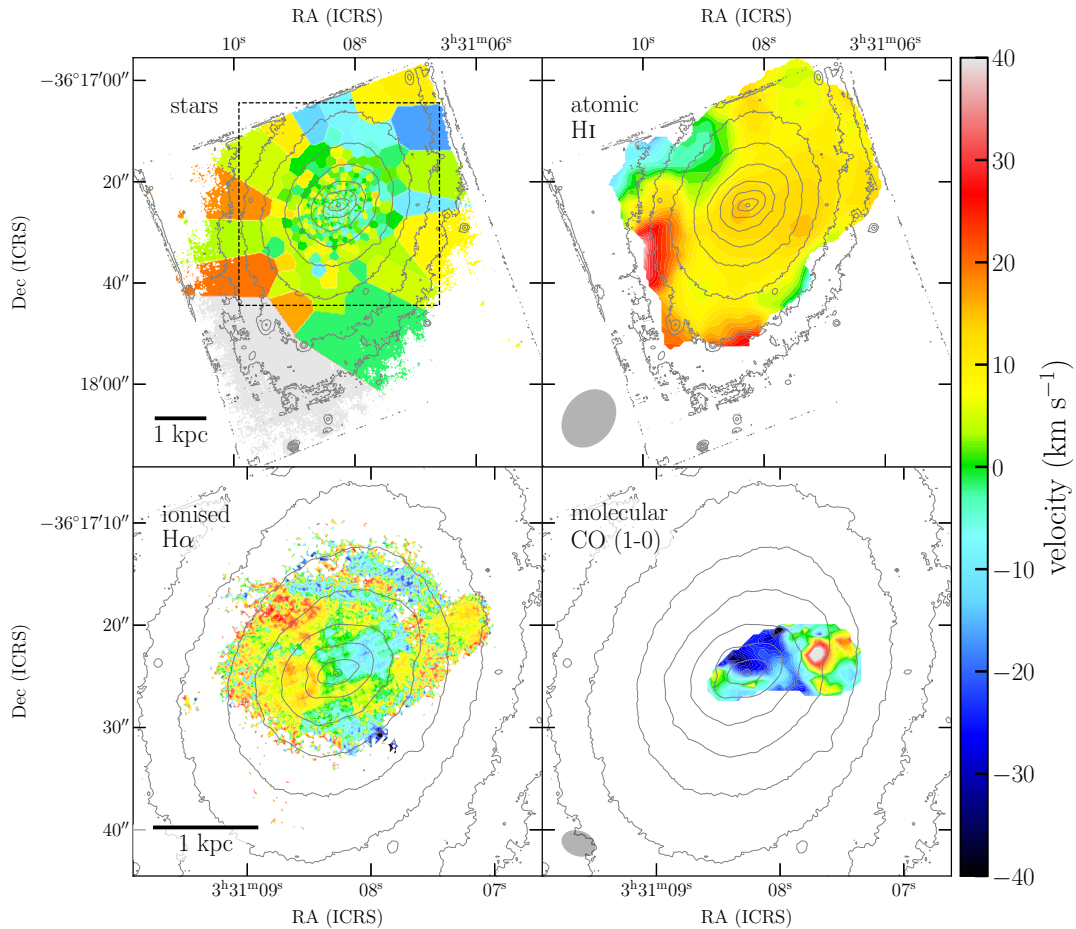 RA (ICRS)
RA (ICRS)
10ˢ 08ˢ 3ʰ31ᵐ06ˢ
10ˢ 08ˢ 3ʰ31ᵐ06ˢ
stars
atomic
HI
−36°17′00″
20″
40″
18′00″
Dec (ICRS)
1 kpc
ionised
Hα
molecular
CO (1-0)
−36°17′10″
20″
30″
40″
Dec (ICRS)
1 kpc
3ʰ31ᵐ09ˢ 08ˢ 07ˢ
3ʰ31ᵐ09ˢ 08ˢ 07ˢ
RA (ICRS)
RA (ICRS)
40
30
20
10
0
−10
−20
−30
−40
velocity (km s⁻¹)